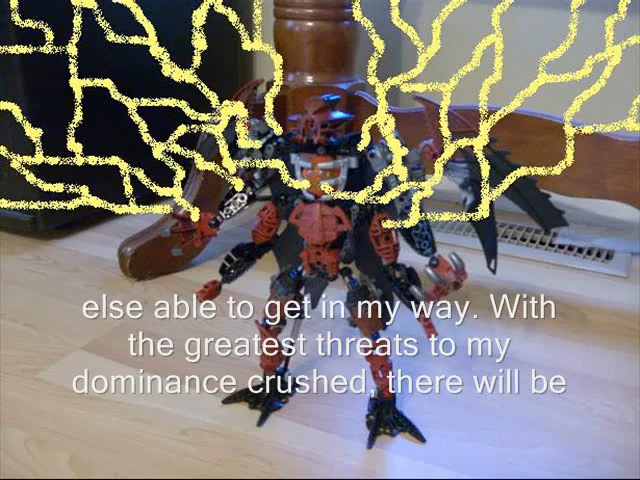 else able to get in my way. With
the greatest threats to my
dominance crushed, there will be